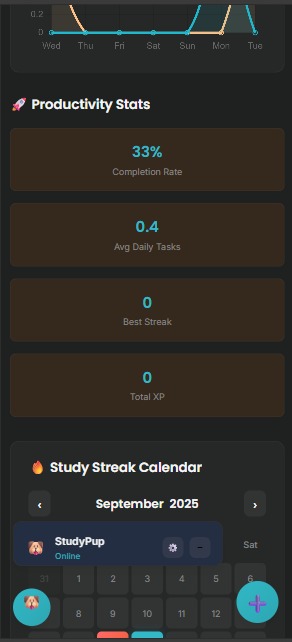 0.2
0
Wed Thu Fri Sat Sun Mon Tue
🚀 Productivity Stats
33%
Completion Rate
0.4
Avg Daily Tasks
0
Best Streak
0
Total XP
🔥 Study Streak Calendar
‹ September 2025 ›
StudyPup
Online
Sat
31 1 2 3 4 5 6
8 9 10 11 12